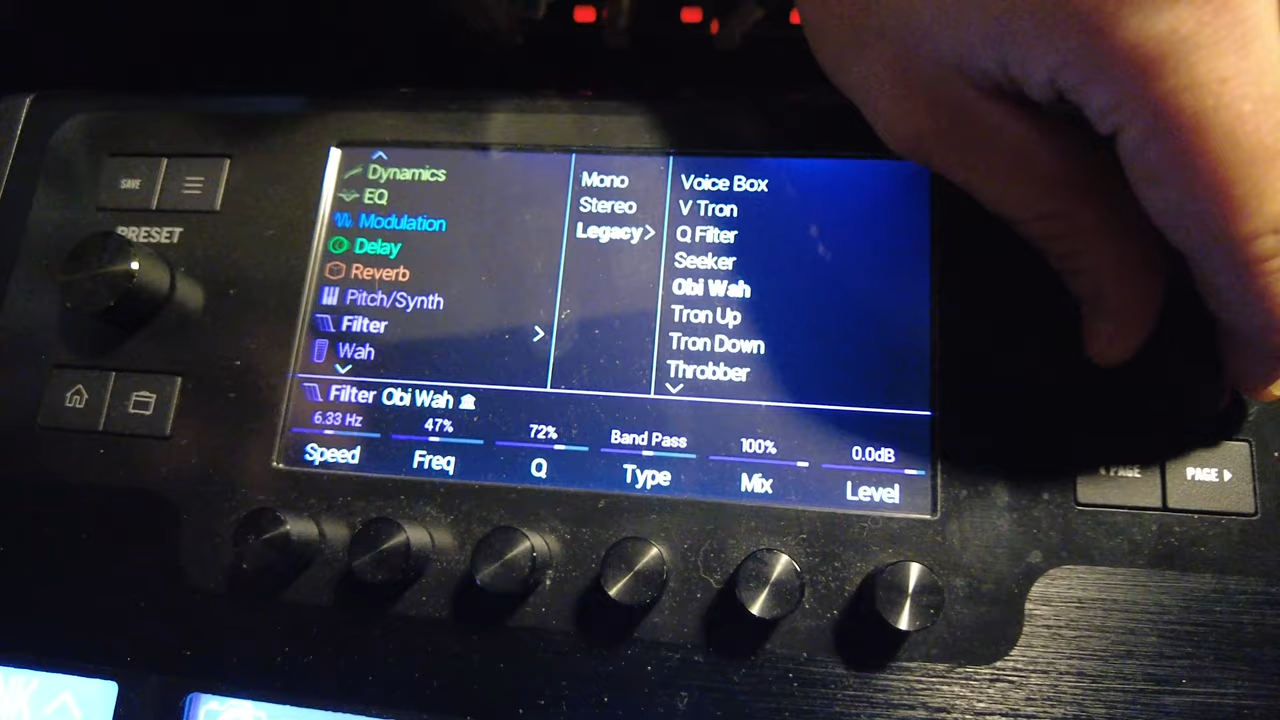 SAVE
PRESET
Dynamics
EQ
Modulation
Delay
Reverb
Pitch/Synth
Filter
Wah
Mono
Stereo
Legacy
Voice Box
V Tron
Q Filter
Seeker
Obi Wah
Tron Up
Tron Down
Throbber
Filter Obi Wah
6.33 Hz 47% 72% Band Pass 100% 0.0dB
Speed Freq Q Type Mix Level
PAGE PAGE